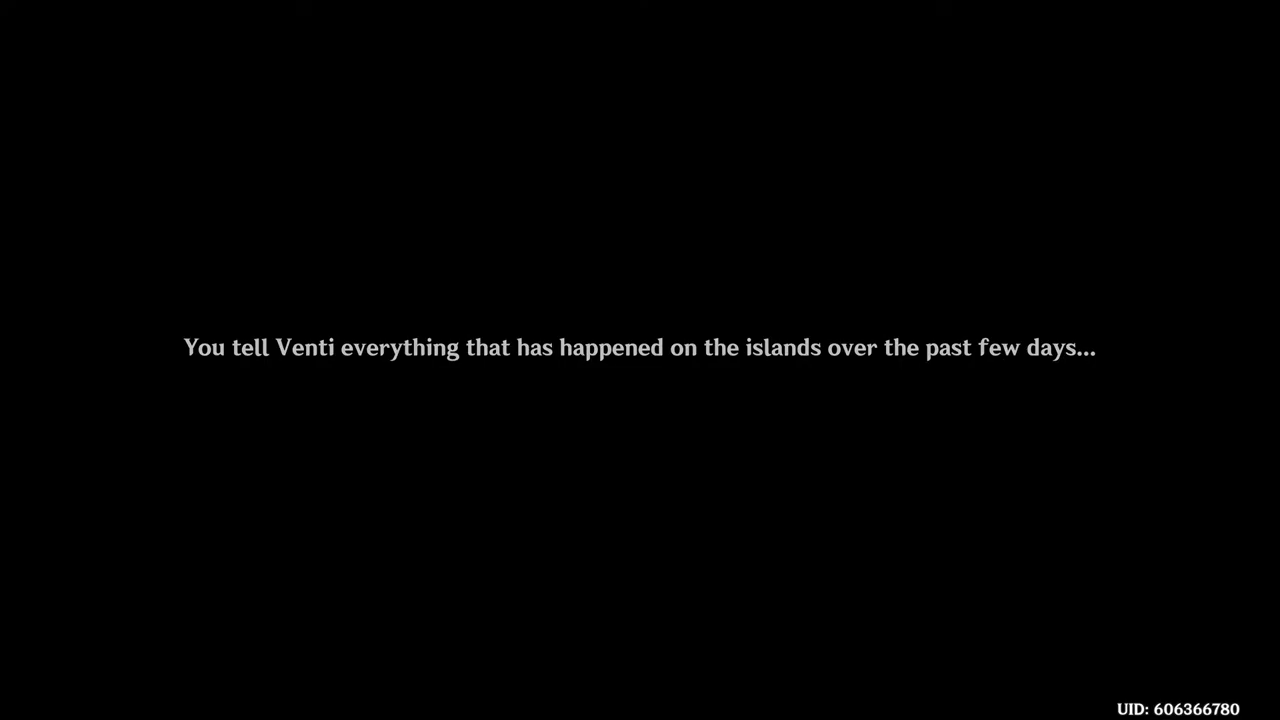 You tell Venti everything that has happened on the islands over the past few days...
UID: 606366780